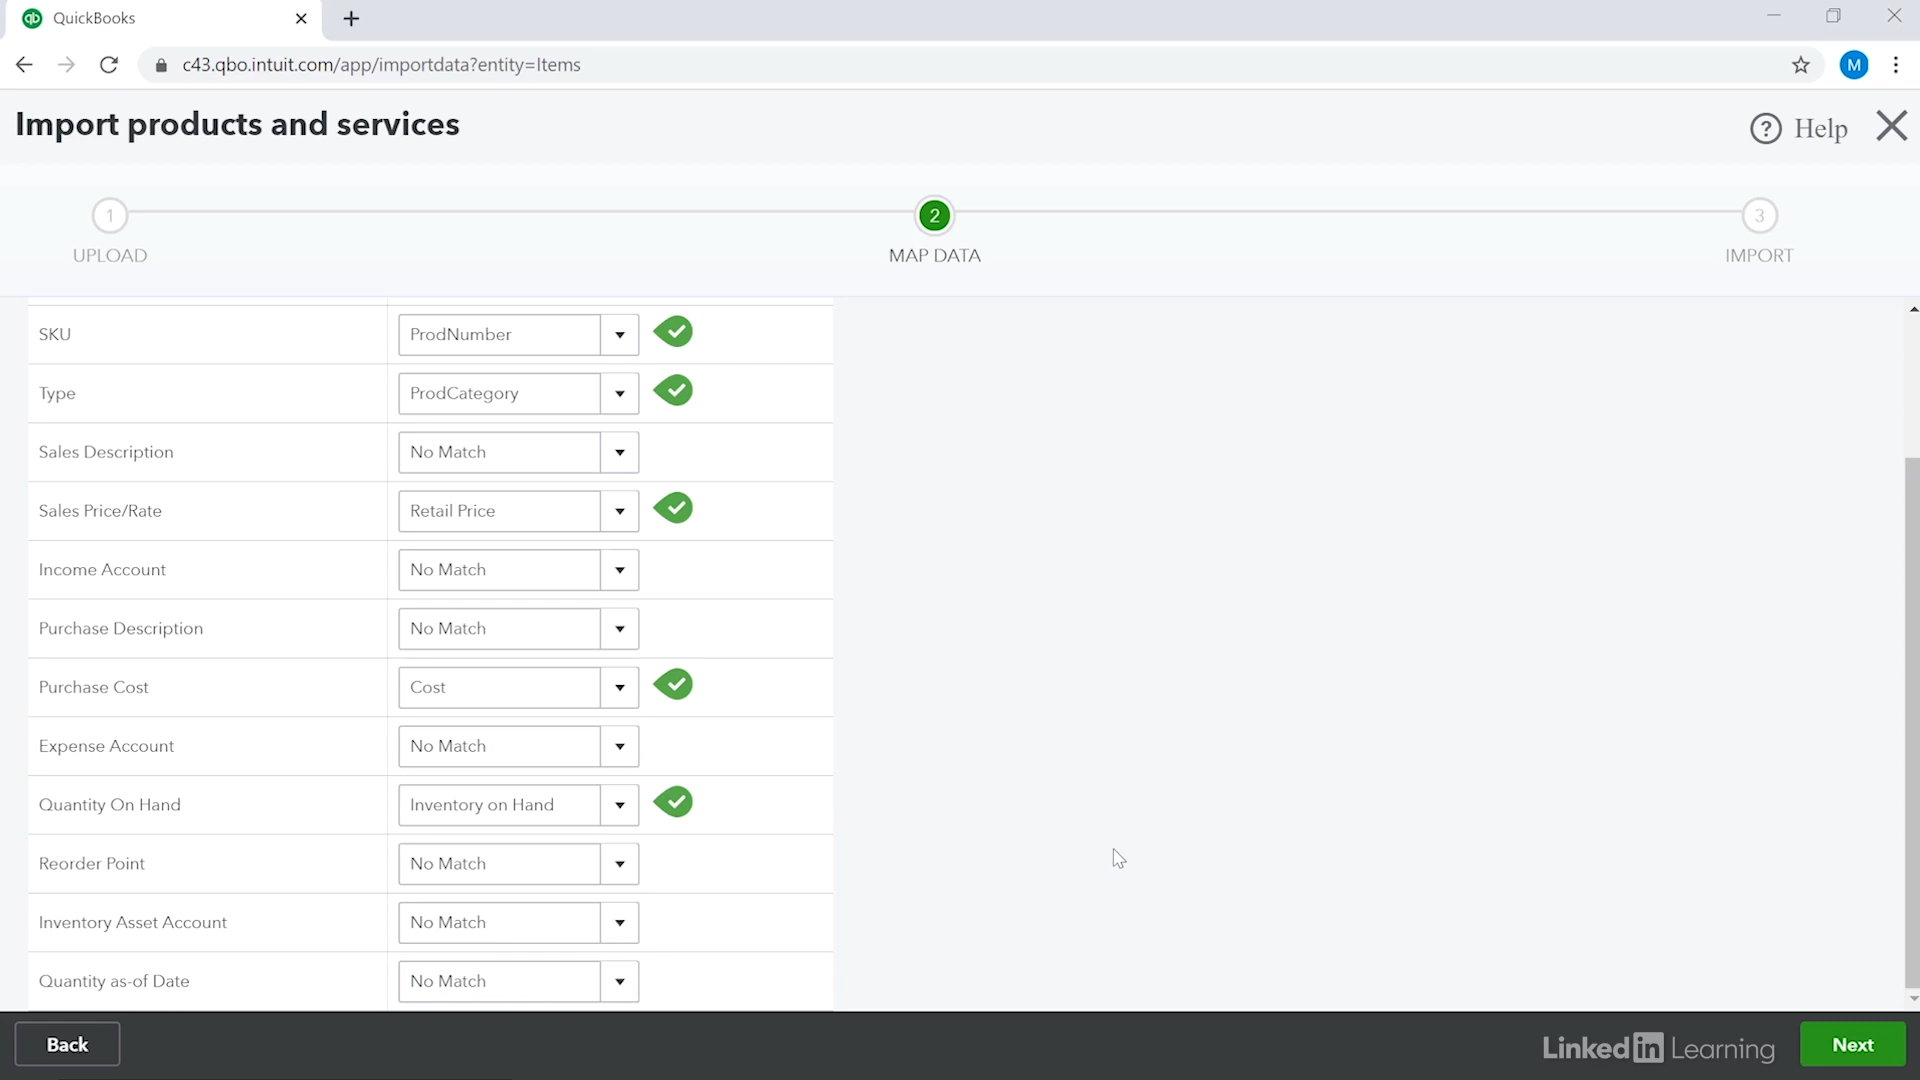 QuickBooks
c43.qbo.intuit.com/app/importdata?entity=Items
M
Import products and services
? Help
1
2
3
UPLOAD
MAP DATA
IMPORT
SKU
ProdNumber
Type
ProdCategory
Sales Description
No Match
Sales Price/Rate
Retail Price
Income Account
No Match
Purchase Description
No Match
Purchase Cost
Cost
Expense Account
No Match
Quantity On Hand
Inventory on Hand
Reorder Point
No Match
Inventory Asset Account
No Match
Quantity as-of Date
No Match
Back
Linked in Learning
Next